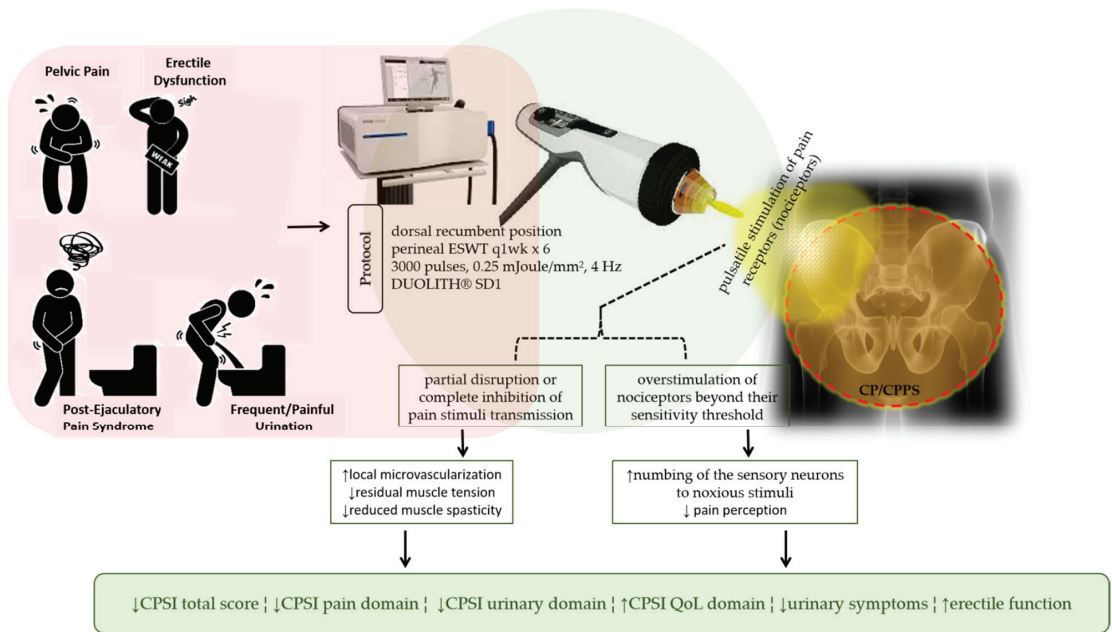 Pelvic Pain
Erectile
Dysfunction
Sigh
WEAK
Post-Ejaculatory
Pain Syndrome
Frequent/Painful
Urination
Protocol
dorsal recumbent position
perineal ESWT q1wk x 6
3000 pulses, 0.25 mJoule/mm², 4 Hz
DUOLITH® SD1
pulsatile stimulation of pain
receptors (nociceptors)
CP/CPPS
partial disruption or
complete inhibition of
pain stimuli transmission
overstimulation of
nociceptors beyond their
sensitivity threshold
↑local microvascularization
↓residual muscle tension
↓reduced muscle spasticity
↑numbing of the sensory neurons
to noxious stimuli
↓ pain perception
↓CPSI total score ¦ ↓CPSI pain domain ¦ ↓CPSI urinary domain ¦ ↑CPSI QoL domain ¦ ↓urinary symptoms ¦ ↑erectile function